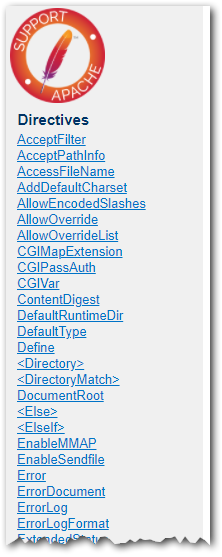 SUPPORT
APACHE
Directives
AcceptFilter
AcceptPathInfo
AccessFileName
AddDefaultCharset
AllowEncodedSlashes
AllowOverride
AllowOverrideList
CGIMapExtension
CGIPassAuth
CGIVar
ContentDigest
DefaultRuntimeDir
DefaultType
Define
<Directory>
<DirectoryMatch>
DocumentRoot
<Else>
<ElseIf>
EnableMMAP
EnableSendfile
Error
ErrorDocument
ErrorLog
ErrorLogFormat